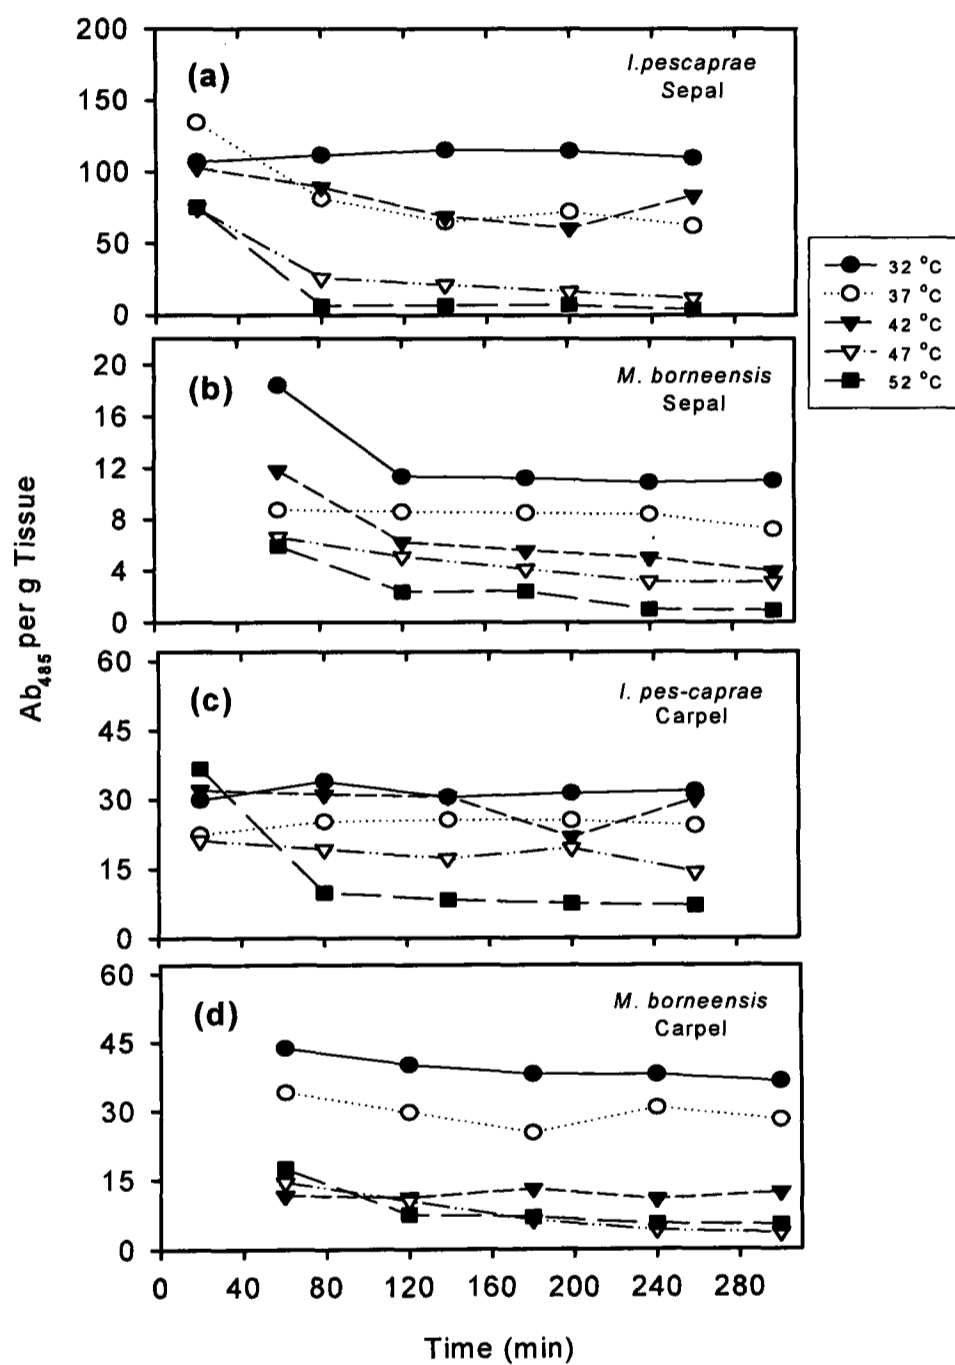 200
150
100
50
0
(a)
I.pescaprae
Sepal
32 °C
37 °C
42 °C
47 °C
52 °C
20
16
12
8
4
0
(b)
M. borneensis
Sepal
Ab485 per g Tissue
60
45
30
15
0
(c)
I. pes-caprae
Carpel
60
45
30
15
0
(d)
M. borneensis
Carpel
0 40 80 120 160 200 240 280
Time (min)